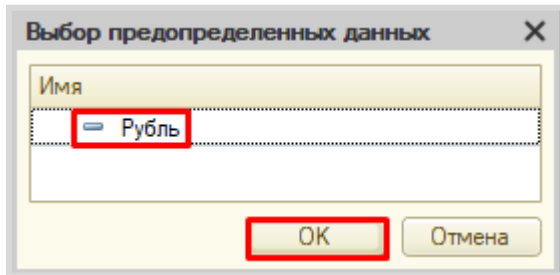 Выбор предопределенных данных
Имя
Рубль
OK
Отмена